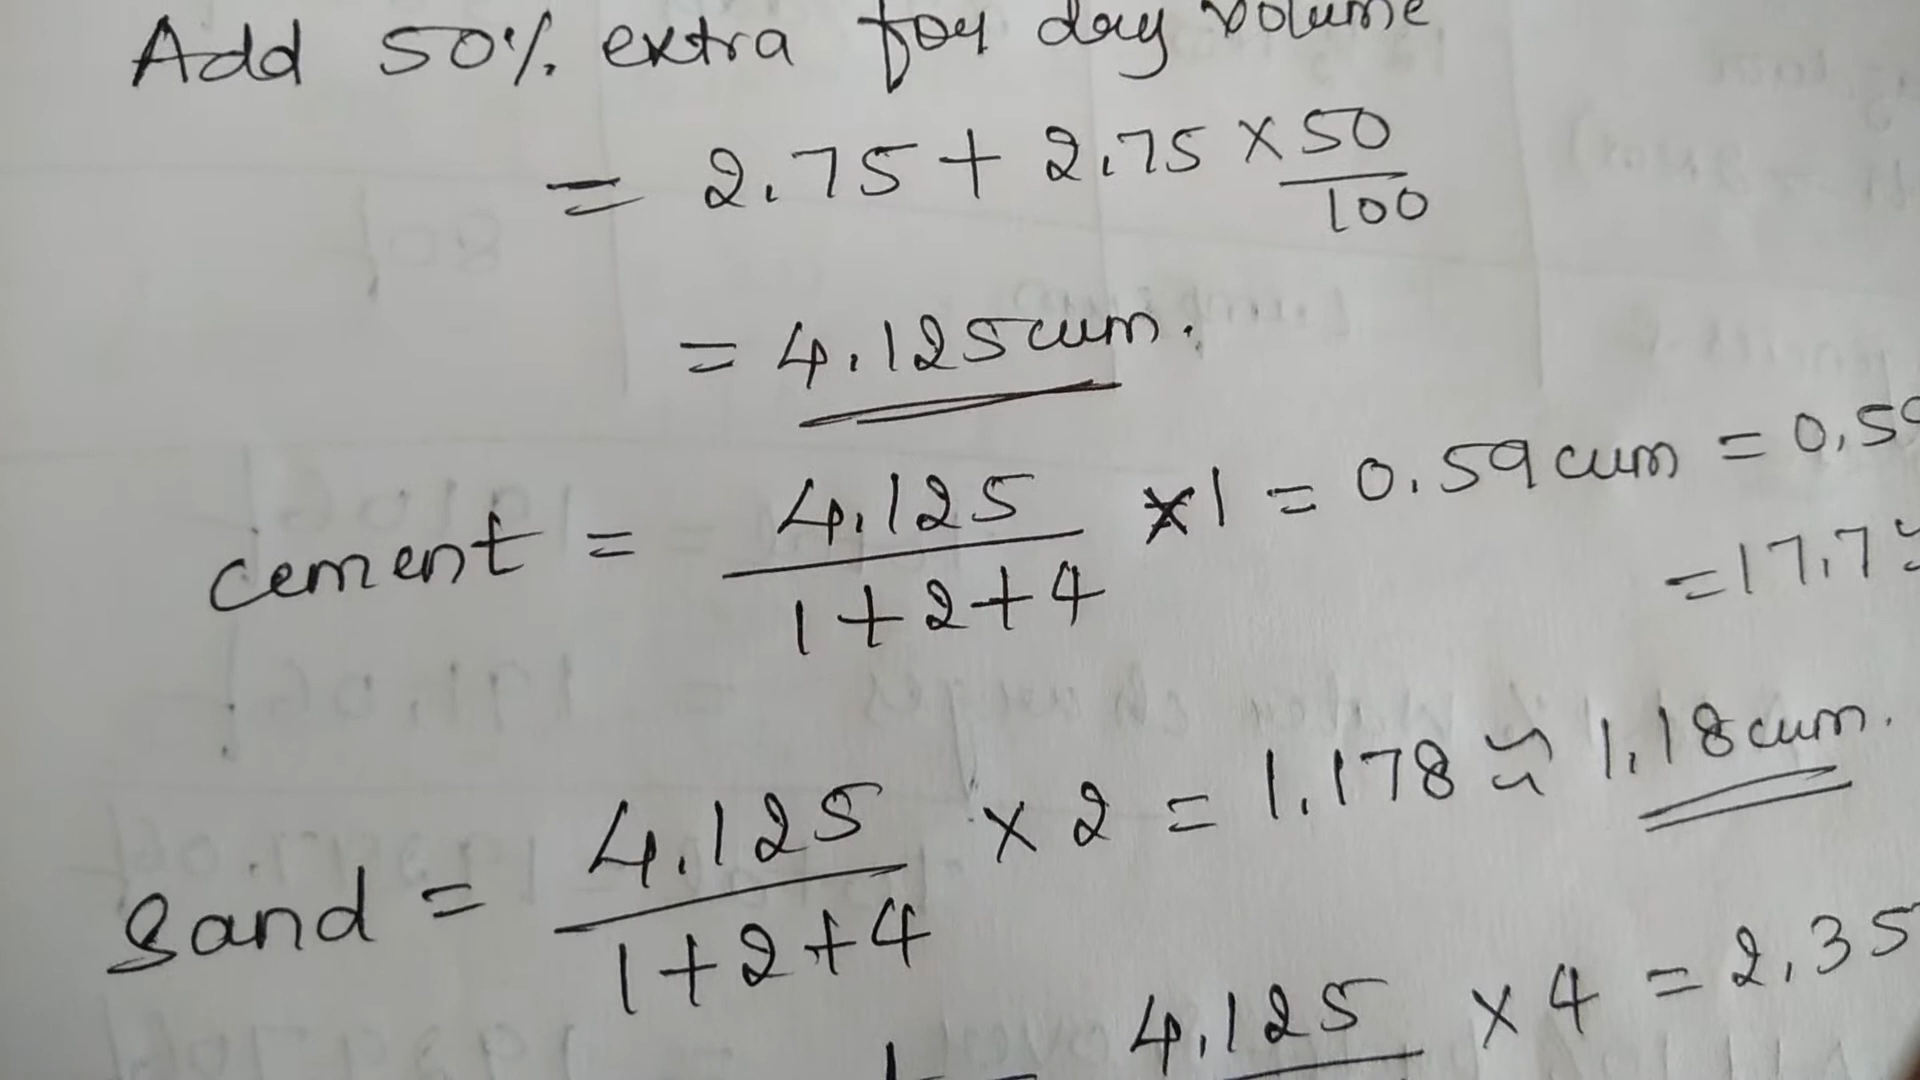 Add 50% extra for dry volume
= 2.75 + 2.75 × 50/100
= 4.125 cum.
cement = 4.125/1+2+4 ×1 = 0.59 cum = 0.59
= 17.7 ≈
Sand = 4.125/1+2+4 × 2 = 1.178 ≈ 1.18 cum.
4.125 × 4 = 2.35